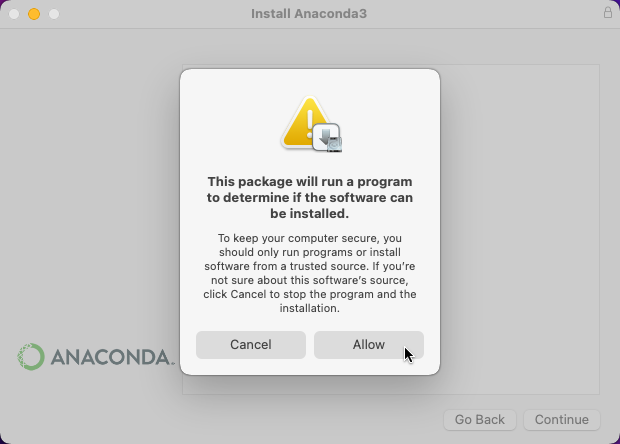 Install Anaconda3
This package will run a program
to determine if the software can
be installed.
To keep your computer secure, you
should only run programs or install
software from a trusted source. If you’re
not sure about this software’s source,
click Cancel to stop the program and the
installation.
Cancel Allow
ANACONDA.
Go Back Continue